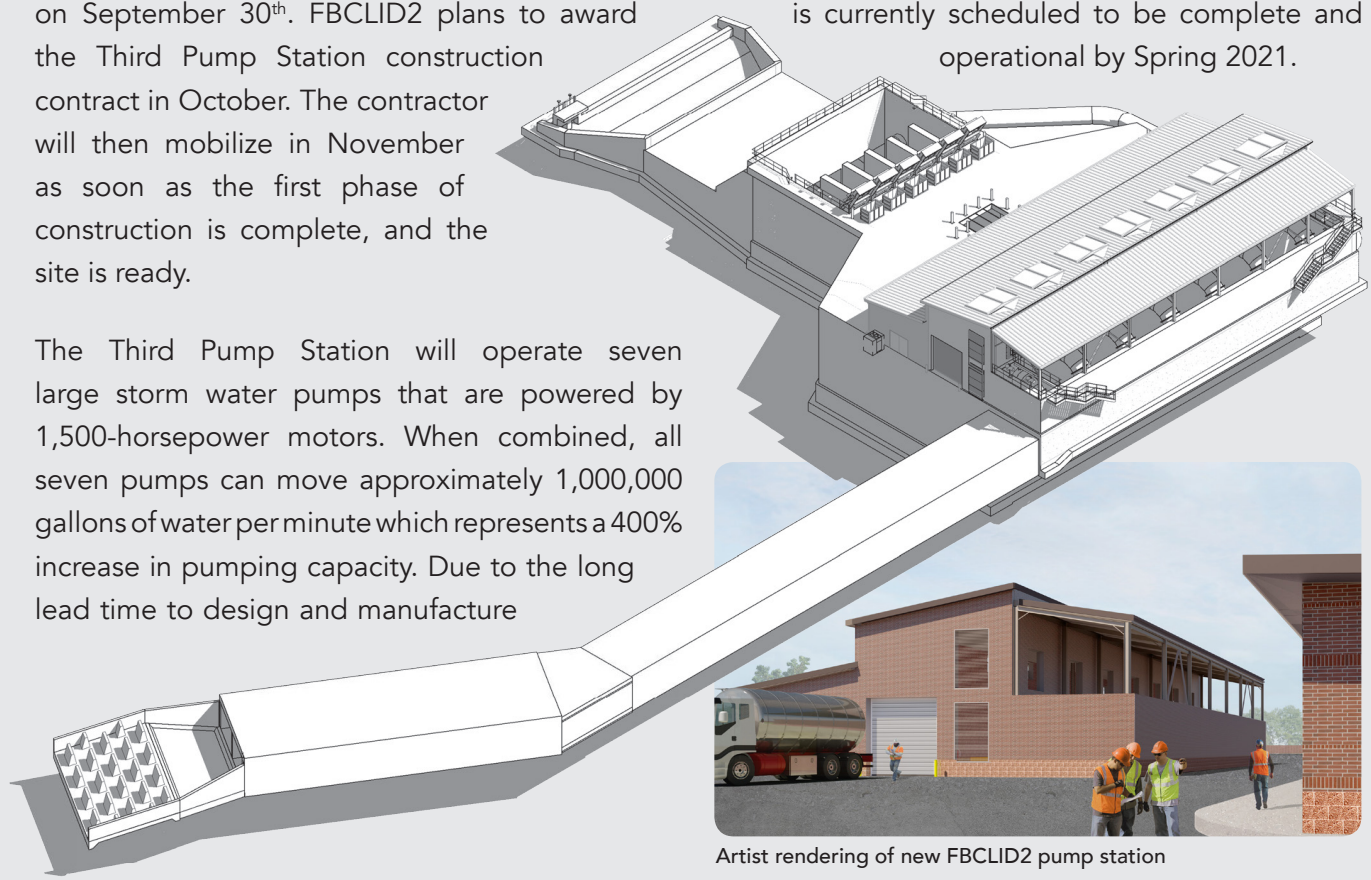 on September 30th. FBCLID2 plans to award
the Third Pump Station construction
contract in October. The contractor
will then mobilize in November
as soon as the first phase of
construction is complete, and the
site is ready.
The Third Pump Station will operate seven
large storm water pumps that are powered by
1,500-horsepower motors. When combined, all
seven pumps can move approximately 1,000,000
gallons of water per minute which represents a 400%
increase in pumping capacity. Due to the long
lead time to design and manufacture
is currently scheduled to be complete and
operational by Spring 2021.
Artist rendering of new FBCLID2 pump station